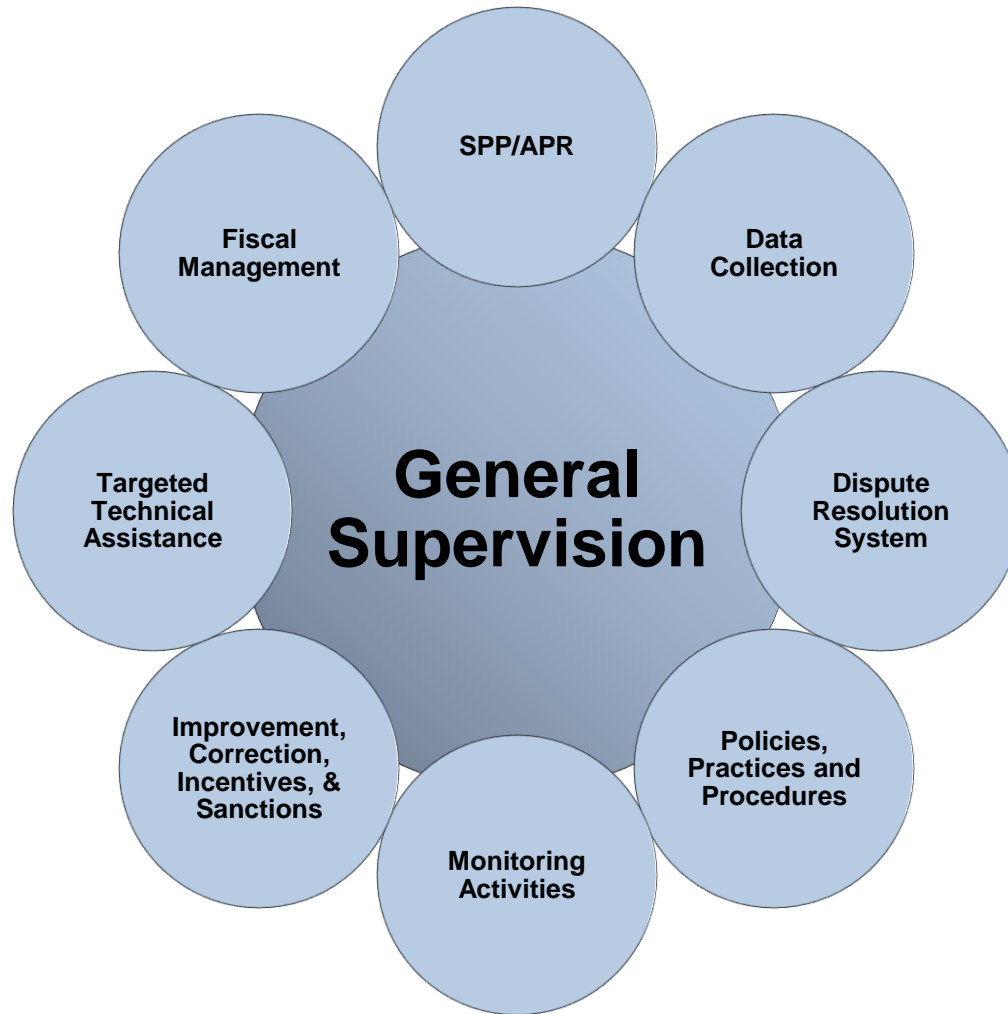 SPP/APR
Fiscal
Management
Data
Collection
Targeted
Technical
Assistance
General
Supervision
Dispute
Resolution
System
Improvement,
Correction,
Incentives, &
Sanctions
Policies,
Practices and
Procedures
Monitoring
Activities